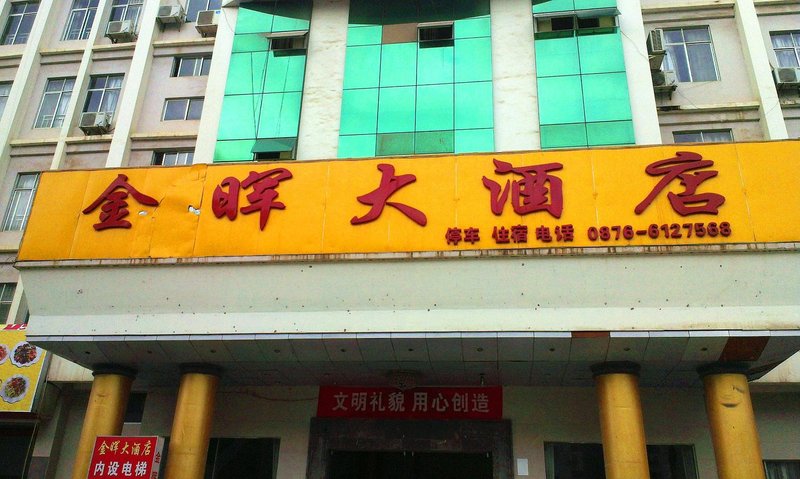 金晖大酒店
停车 住宿 电话 0876-6127568
文明礼貌 用心创造
金晖大酒店
内设电梯